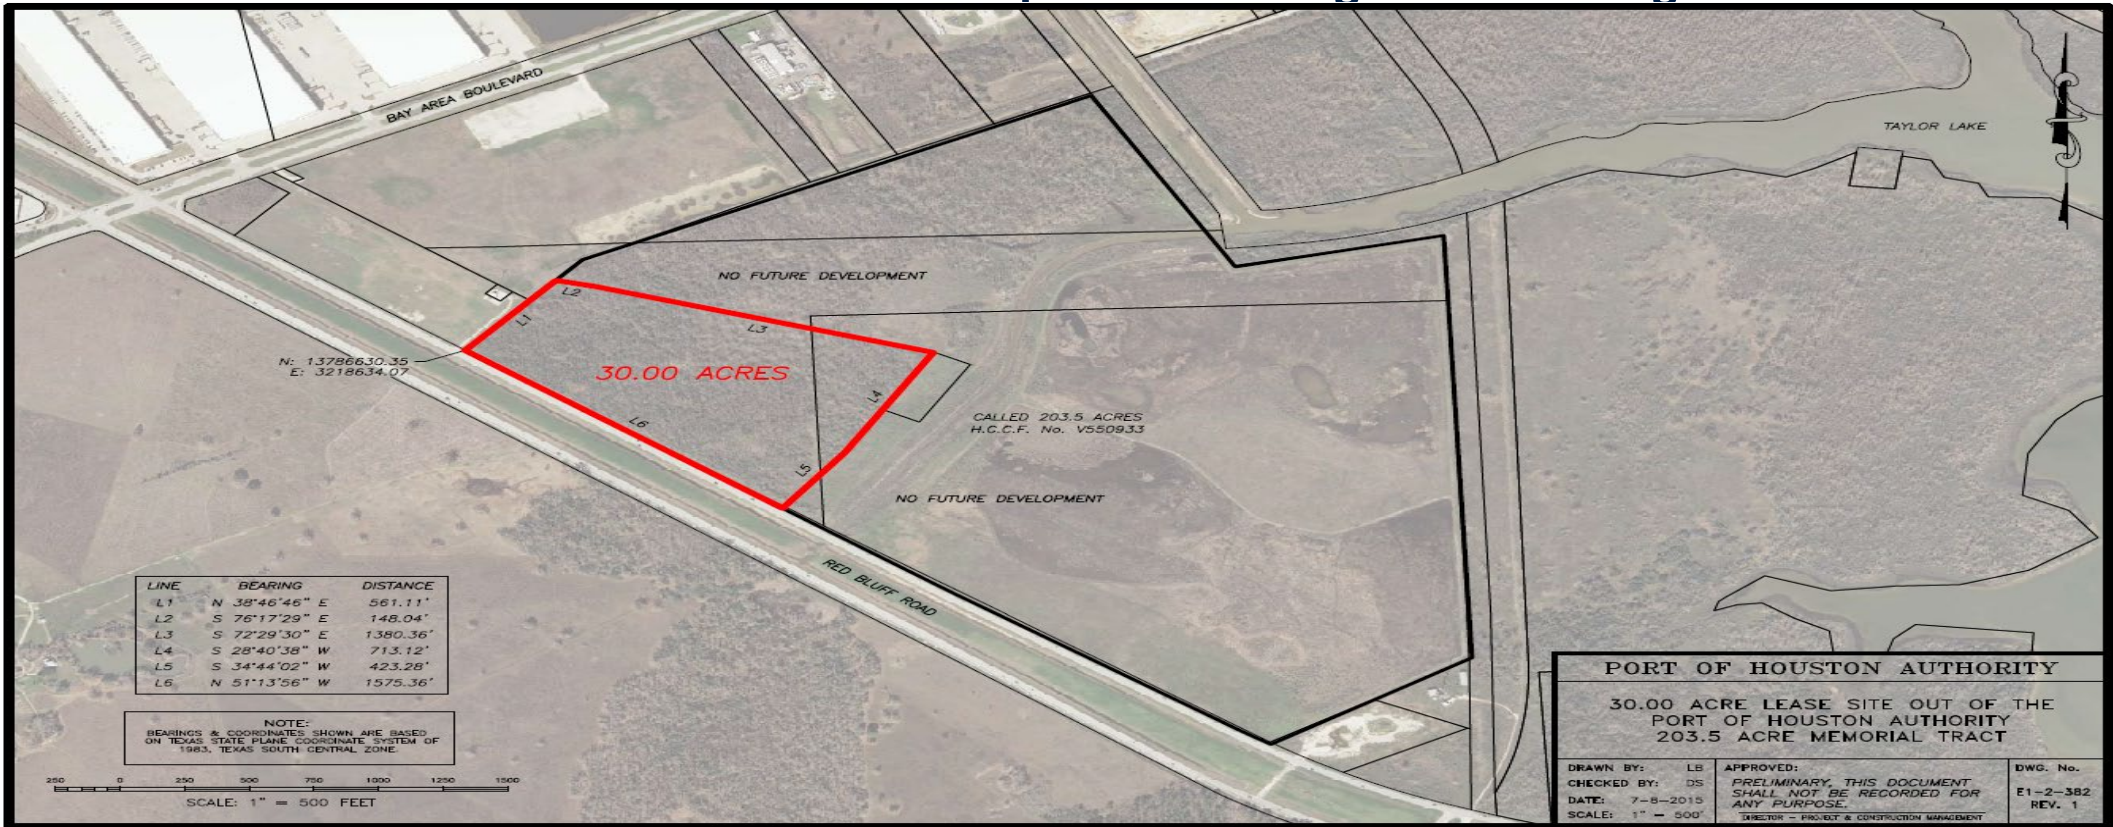 BAY AREA BOULEVARD
TAYLOR LAKE
NO FUTURE DEVELOPMENT
L2
L1
L3
N: 13786630.35
E: 3218634.07
30.00 ACRES
L4
L6
CALLED 203.5 ACRES
H.C.C.F. No. V550933
L5
NO FUTURE DEVELOPMENT
RED BLUFF ROAD
LINE BEARING DISTANCE
L1 N 38°46'46" E 561.11'
L2 S 76°17'29" E 148.04'
L3 S 72°29'30" E 1380.36'
L4 S 28°40'38" W 713.12'
L5 S 34°44'02" W 423.28'
L6 N 51°13'56" W 1575.36'
NOTE:
BEARINGS & COORDINATES SHOWN ARE BASED
ON TEXAS STATE PLANE COORDINATE SYSTEM OF
1983, TEXAS SOUTH CENTRAL ZONE.
250 0 250 500 750 1000 1250 1500
SCALE: 1" = 500 FEET
PORT OF HOUSTON AUTHORITY
30.00 ACRE LEASE SITE OUT OF THE
PORT OF HOUSTON AUTHORITY
203.5 ACRE MEMORIAL TRACT
DRAWN BY: LB
CHECKED BY: DS
DATE: 7-8-2015
SCALE: 1" = 500'
APPROVED:
PRELIMINARY, THIS DOCUMENT
SHALL NOT BE RECORDED FOR
ANY PURPOSE.
DIRECTOR - PROJECT & CONSTRUCTION MANAGEMENT
DWG. No.
E1-2-382
REV. 1